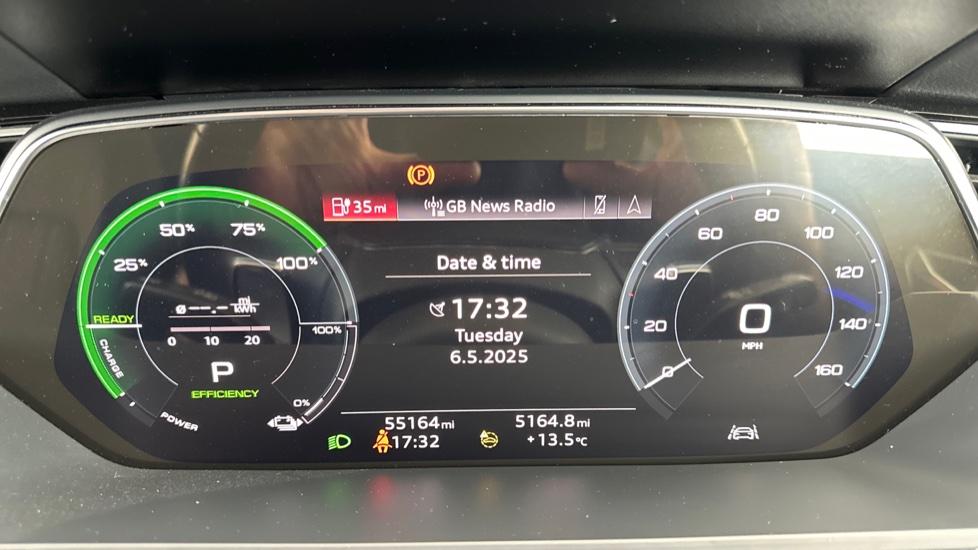 P
35 mi
GB News Radio
Date & time
17:32
Tuesday
6.5.2025
25% 50% 75% 100%
READY
CHARGE
POWER
Ø --.- mi/kWh
0 10 20
P
EFFICIENCY
100%
0%
0 20 40 60 80 100 120 140 160
0
MPH
55164 mi 5164.8 mi
17:32 +13.5 °C